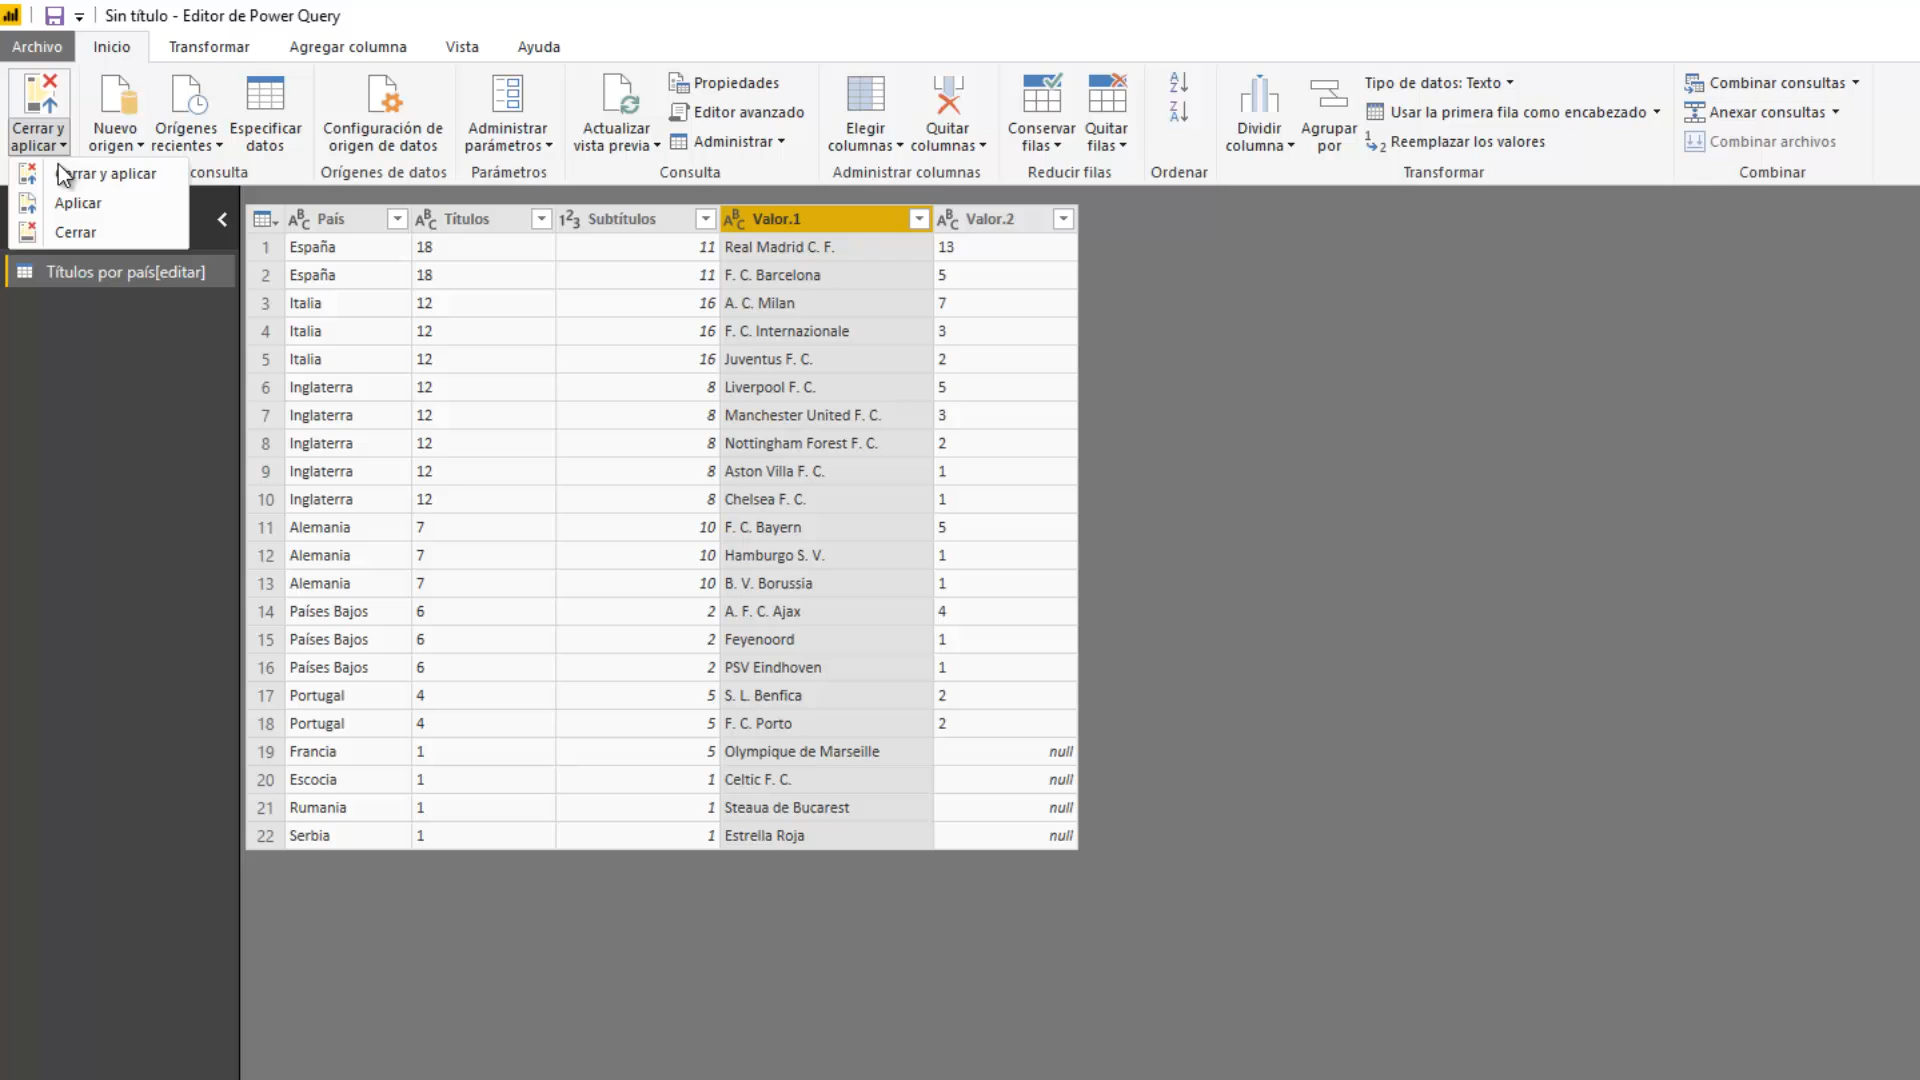 Sin título - Editor de Power Query
Archivo Inicio Transformar Agregar columna Vista Ayuda
Cerrar y aplicar
Nuevo origen
Orígenes recientes
Especificar datos
Configuración de origen de datos
Administrar parámetros
Actualizar vista previa
Propiedades
Editor avanzado
Administrar
Elegir columnas
Quitar columnas
Conservar filas
Quitar filas
Dividir columna
Agrupar por
Tipo de datos: Texto
Usar la primera fila como encabezado
Reemplazar los valores
Combinar consultas
Anexar consultas
Combinar archivos
consulta Orígenes de datos Parámetros Consulta Administrar columnas Reducir filas Ordenar Transformar Combinar
y aplicar
Aplicar
Cerrar
Títulos por país[editar]
País Títulos Subtítulos Valor.1 Valor.2
1 España 18 11 Real Madrid C. F. 13
2 España 18 11 F. C. Barcelona 5
3 Italia 12 16 A. C. Milan 7
4 Italia 12 16 F. C. Internazionale 3
5 Italia 12 16 Juventus F. C. 2
6 Inglaterra 12 8 Liverpool F. C. 5
7 Inglaterra 12 8 Manchester United F. C. 3
8 Inglaterra 12 8 Nottingham Forest F. C. 2
9 Inglaterra 12 8 Aston Villa F. C. 1
10 Inglaterra 12 8 Chelsea F. C. 1
11 Alemania 7 10 F. C. Bayern 5
12 Alemania 7 10 Hamburgo S. V. 1
13 Alemania 7 10 B. V. Borussia 1
14 Países Bajos 6 2 A. F. C. Ajax 4
15 Países Bajos 6 2 Feyenoord 1
16 Países Bajos 6 2 PSV Eindhoven 1
17 Portugal 4 5 S. L. Benfica 2
18 Portugal 4 5 F. C. Porto 2
19 Francia 1 5 Olympique de Marseille null
20 Escocia 1 1 Celtic F. C. null
21 Rumania 1 1 Steaua de Bucarest null
22 Serbia 1 1 Estrella Roja null